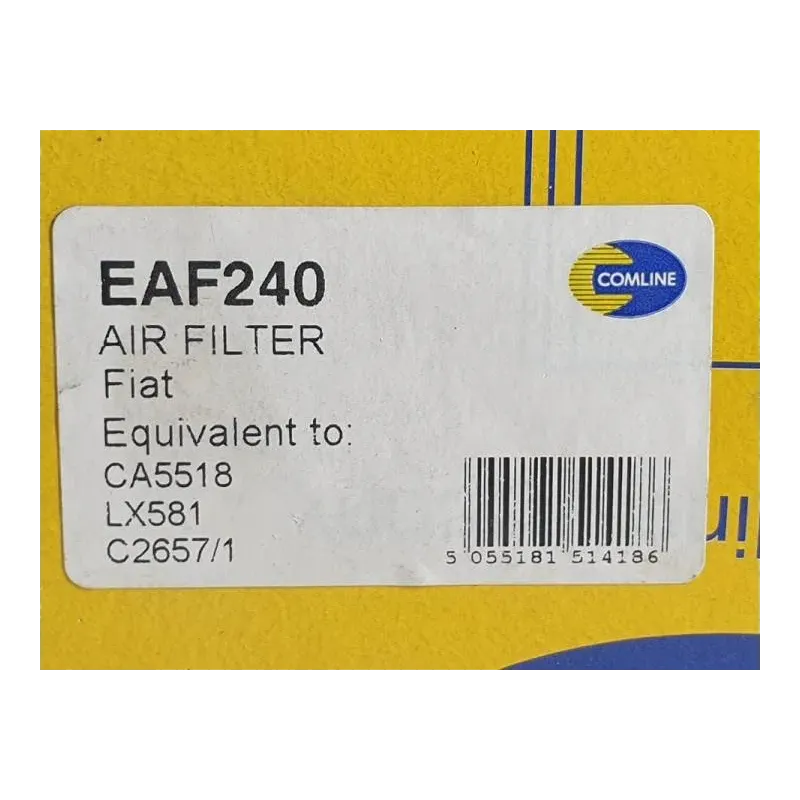 EAF240
COMLINE
AIR FILTER
Fiat
Equivalent to:
CA5518
LX581
C2657/1
5 055181 514186